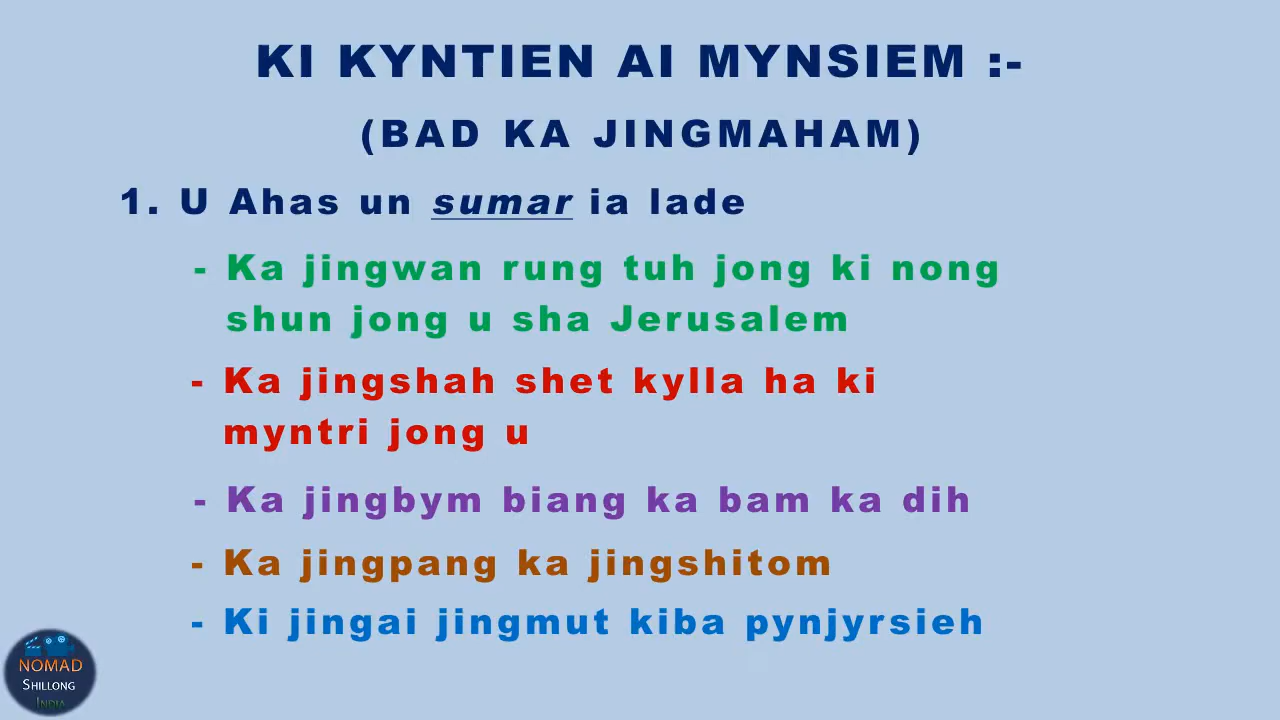 KI KYNTIEN AI MYNSIEM :-
(BAD KA JINGMAHAM)
1. U Ahas un sumar ia lade
- Ka jingwan rung tuh jong ki nong
shun jong u sha Jerusalem
- Ka jingshah shet kylla ha ki
myntri jong u
- Ka jingbym biang ka bam ka dih
- Ka jingpang ka jingshitom
- Ki jingai jingmut kiba pynjyrsieh
NOMAD
SHILLONG
INDIA